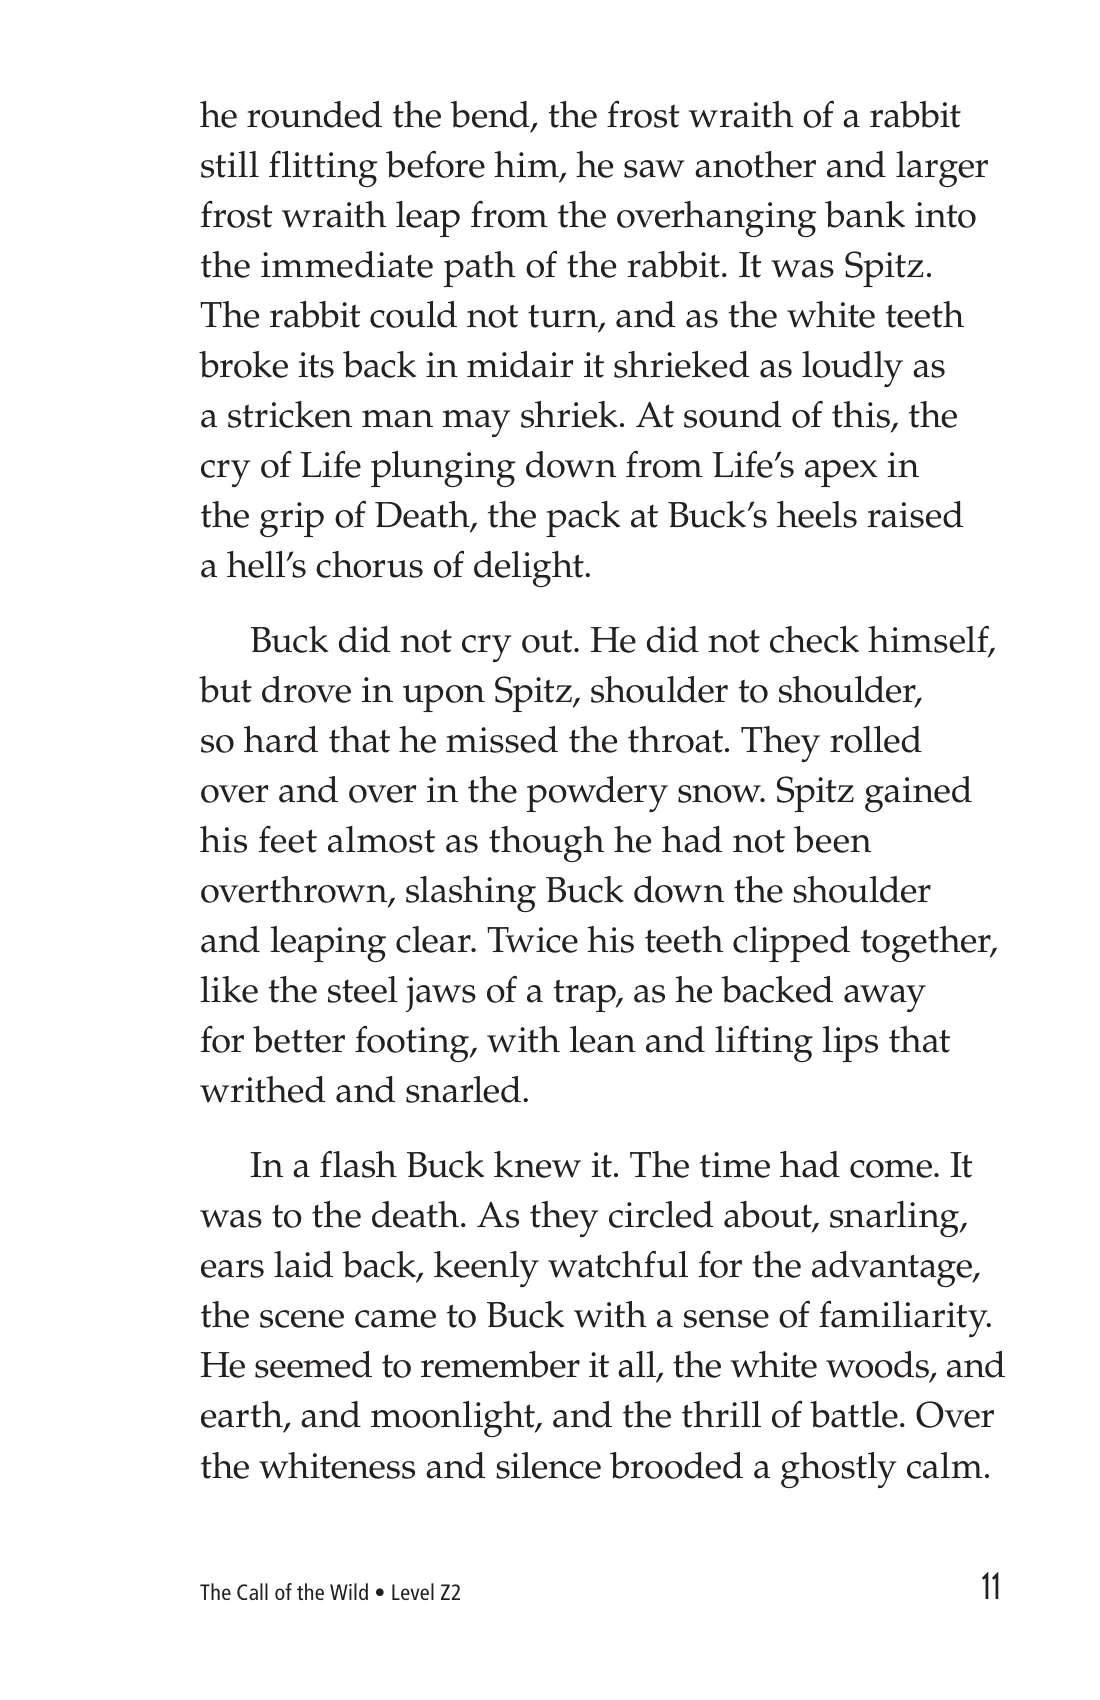 he rounded the bend, the frost wraith of a rabbit
still flitting before him, he saw another and larger
frost wraith leap from the overhanging bank into
the immediate path of the rabbit. It was Spitz.
The rabbit could not turn, and as the white teeth
broke its back in midair it shrieked as loudly as
a stricken man may shriek. At sound of this, the
cry of Life plunging down from Life’s apex in
the grip of Death, the pack at Buck’s heels raised
a hell’s chorus of delight.
Buck did not cry out. He did not check himself,
but drove in upon Spitz, shoulder to shoulder,
so hard that he missed the throat. They rolled
over and over in the powdery snow. Spitz gained
his feet almost as though he had not been
overthrown, slashing Buck down the shoulder
and leaping clear. Twice his teeth clipped together,
like the steel jaws of a trap, as he backed away
for better footing, with lean and lifting lips that
writhed and snarled.
In a flash Buck knew it. The time had come. It
was to the death. As they circled about, snarling,
ears laid back, keenly watchful for the advantage,
the scene came to Buck with a sense of familiarity.
He seemed to remember it all, the white woods, and
earth, and moonlight, and the thrill of battle. Over
the whiteness and silence brooded a ghostly calm.
The Call of the Wild • Level Z2
11